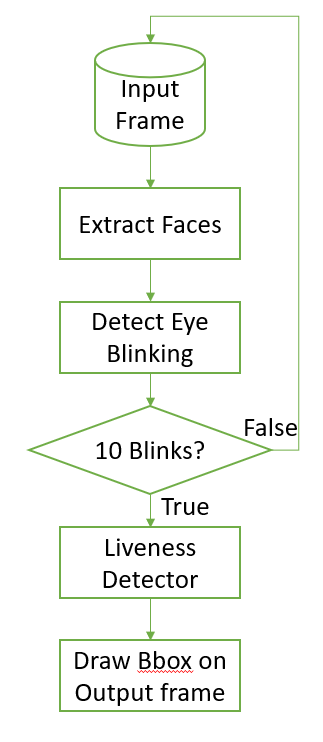 Input
Frame
Extract Faces
Detect Eye
Blinking
10 Blinks?
False
True
Liveness
Detector
Draw Bbox on
Output frame